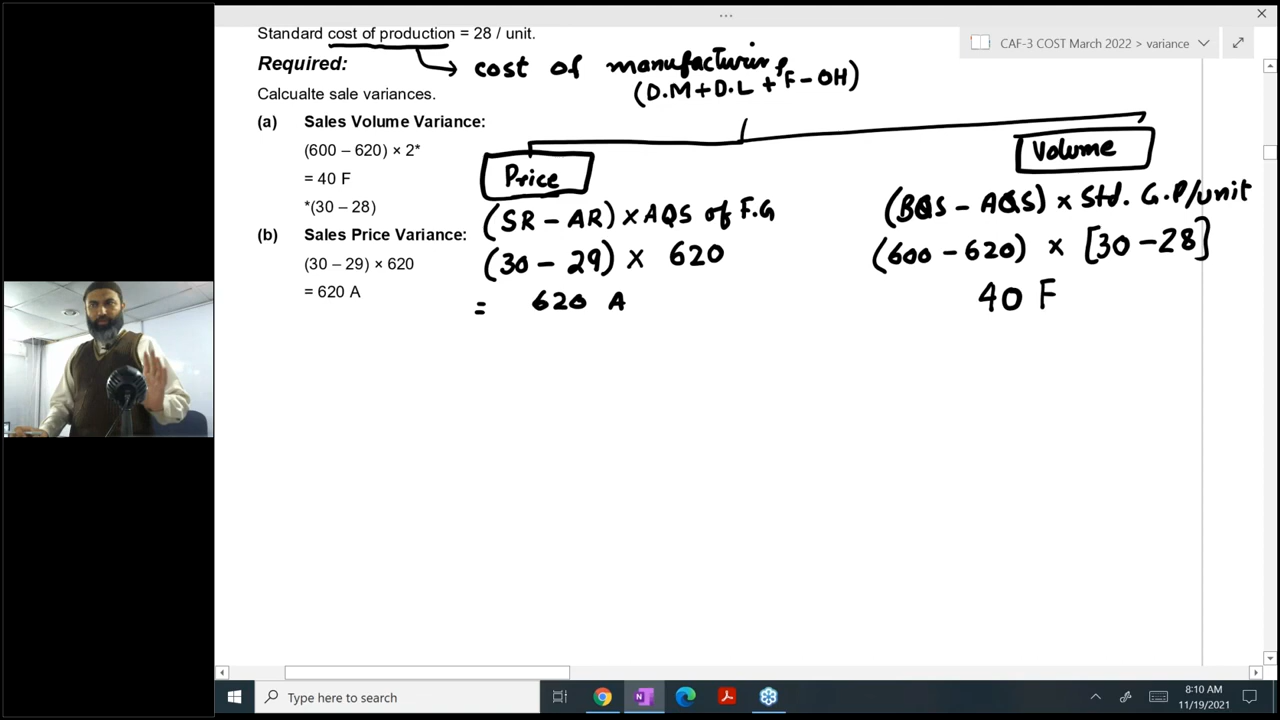 Standard cost of production = 28 / unit.
CAF-3 COST March 2022 > variance
Required:
cost of manufacturing
(D.M + D.L + F-OH)
Calcualte sale variances.
(a) Sales Volume Variance:
(600 – 620) × 2*
= 40 F
*(30 – 28)
(b) Sales Price Variance:
(30 – 29) × 620
= 620 A
Price
(SR – AR) × AQS of F.G
(30 – 29) × 620
= 620 A
Volume
(BQS – AQS) × Std. G.P/unit
(600 – 620) × [30 – 28]
40 F
Type here to search
8:10 AM
11/19/2021